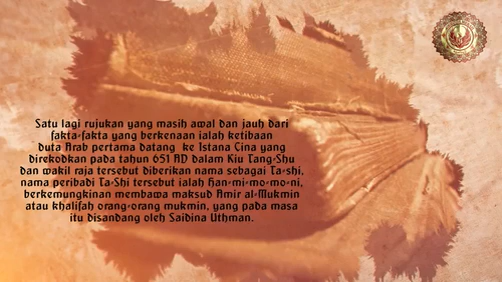 Satu lagi rujukan yang masih awal dan jauh dari
fakta-fakta yang berkenaan ialah ketibaan
duta Arab pertama datang ke Istana Cina yang
direkodkan pada tahun 651 AD dalam Kiu Tang-Shu
dan wakil raja tersebut diberikan nama sebagai Ta-shi,
nama peribadi Ta-Shi tersebut ialah Han-mi-mo-mo-ni,
berkemungkinan membawa maksud Amir al-Mukmin
atau khalifah orang-orang mukmin, yang pada masa
itu disandang oleh Saidina Uthman.